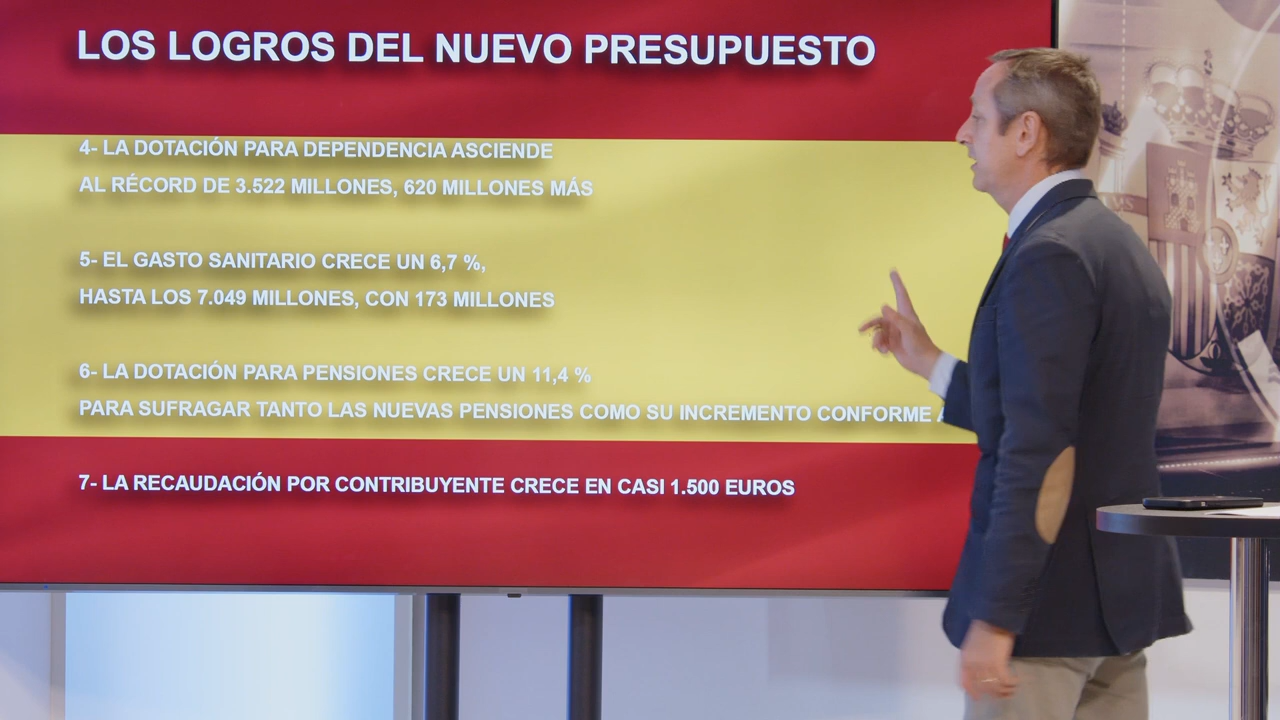 LOS LOGROS DEL NUEVO PRESUPUESTO
4- LA DOTACIÓN PARA DEPENDENCIA ASCIENDE
AL RÉCORD DE 3.522 MILLONES, 620 MILLONES MÁS
5- EL GASTO SANITARIO CRECE UN 6,7 %,
HASTA LOS 7.049 MILLONES, CON 173 MILLONES
6- LA DOTACIÓN PARA PENSIONES CRECE UN 11,4 %
PARA SUFRAGAR TANTO LAS NUEVAS PENSIONES COMO SU INCREMENTO CONFORME
7- LA RECAUDACIÓN POR CONTRIBUYENTE CRECE EN CASI 1.500 EUROS